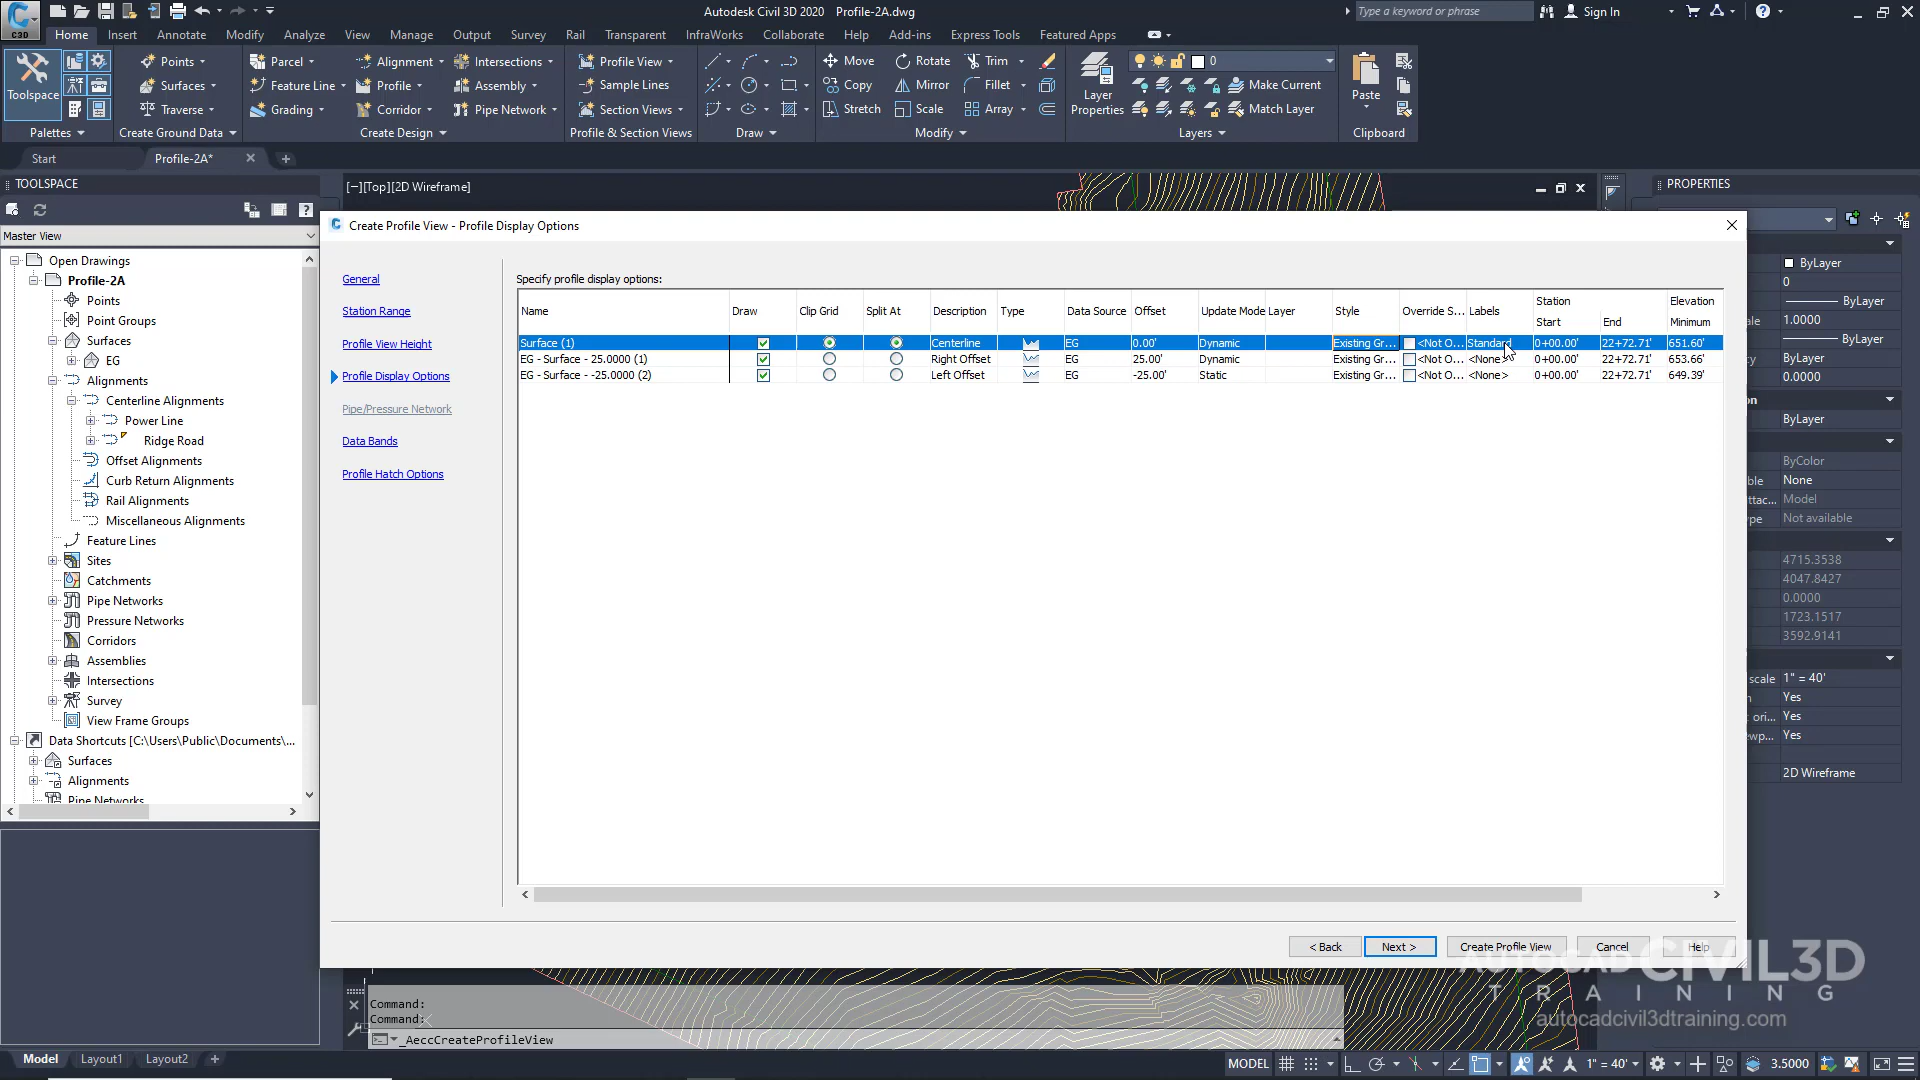 Autodesk Civil 3D 2020 Profile-2A.dwg
Type a keyword or phrase
Sign In
C3D
Home Insert Annotate Modify Analyze View Manage Output Survey Rail Transparent InfraWorks Collaborate Help Add-ins Express Tools Featured Apps
Toolspace
Points Parcel Alignment Intersections Profile View Move Rotate Trim 0
Surfaces Feature Line Profile Assembly Sample Lines Copy Mirror Fillet Make Current
Traverse Grading Corridor Pipe Network Section Views Stretch Scale Array Match Layer
Layer Properties
Paste
Palettes Create Ground Data Create Design Profile & Section Views Draw Modify Layers Clipboard
Start Profile-2A*
TOOLSPACE
[−][Top][2D Wireframe]
PROPERTIES
Master View
Open Drawings
Profile-2A
Points
Point Groups
Surfaces
EG
Alignments
Centerline Alignments
Power Line
Ridge Road
Offset Alignments
Curb Return Alignments
Rail Alignments
Miscellaneous Alignments
Feature Lines
Sites
Catchments
Pipe Networks
Pressure Networks
Corridors
Assemblies
Intersections
Survey
View Frame Groups
Data Shortcuts [C:\Users\Public\Documents\...
Surfaces
Alignments
Pipe Networks
Create Profile View - Profile Display Options
General
Station Range
Profile View Height
Profile Display Options
Pipe/Pressure Network
Data Bands
Profile Hatch Options
Specify profile display options:
Name Draw Clip Grid Split At Description Type Data Source Offset Update Mode Layer Style Override S... Labels Station Elevation
Start End Minimum
Surface (1) Centerline EG 0.00' Dynamic Existing Gr... <Not O... Standard 0+00.00' 22+72.71' 651.60'
EG - Surface - 25.0000 (1) Right Offset EG 25.00' Dynamic Existing Gr... <Not O... <None> 0+00.00' 22+72.71' 653.66'
EG - Surface - -25.0000 (2) Left Offset EG -25.00' Static Existing Gr... <Not O... <None> 0+00.00' 22+72.71' 649.39'
< Back Next > Create Profile View Cancel Help
ByLayer
0
ByLayer
ale 1.0000
ByLayer
cy ByLayer
0.0000
on
ByLayer
ByColor
ble None
ttac... Model
ype Not available
4715.3538
4047.8427
0.0000
1723.1517
3592.9141
scale 1" = 40'
Yes
ori... Yes
wp... Yes
2D Wireframe
Command:
Command:
_AeccCreateProfileView
AUTOCAD CIVIL3D
TRAINING
autocadcivil3dtraining.com
Model Layout1 Layout2
MODEL 1" = 40' 3.5000